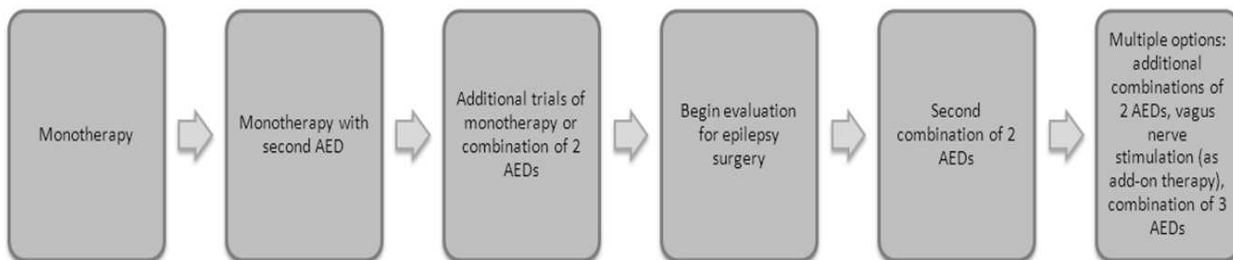 Monotherapy
Monotherapy with
second AED
Additional trials of
monotherapy or
combination of 2
AEDs
Begin evaluation
for epilepsy
surgery
Second
combination of 2
AEDs
Multiple options:
additional
combinations of
2 AEDs, vagus
nerve
stimulation (as
add-on therapy),
combination of 3
AEDs